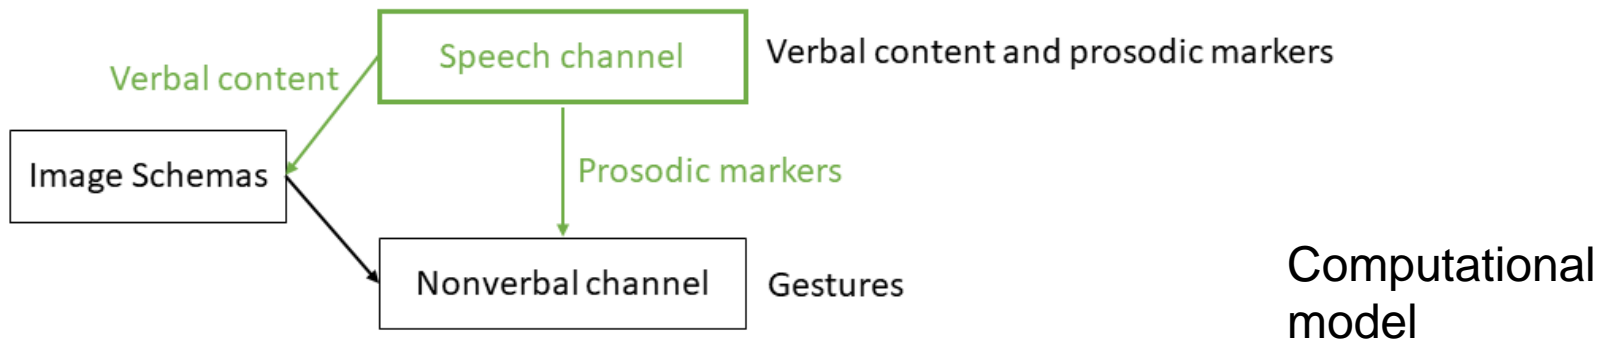 Speech channel
Verbal content and prosodic markers
Verbal content
Image Schemas
Prosodic markers
Nonverbal channel
Gestures
Computational
model